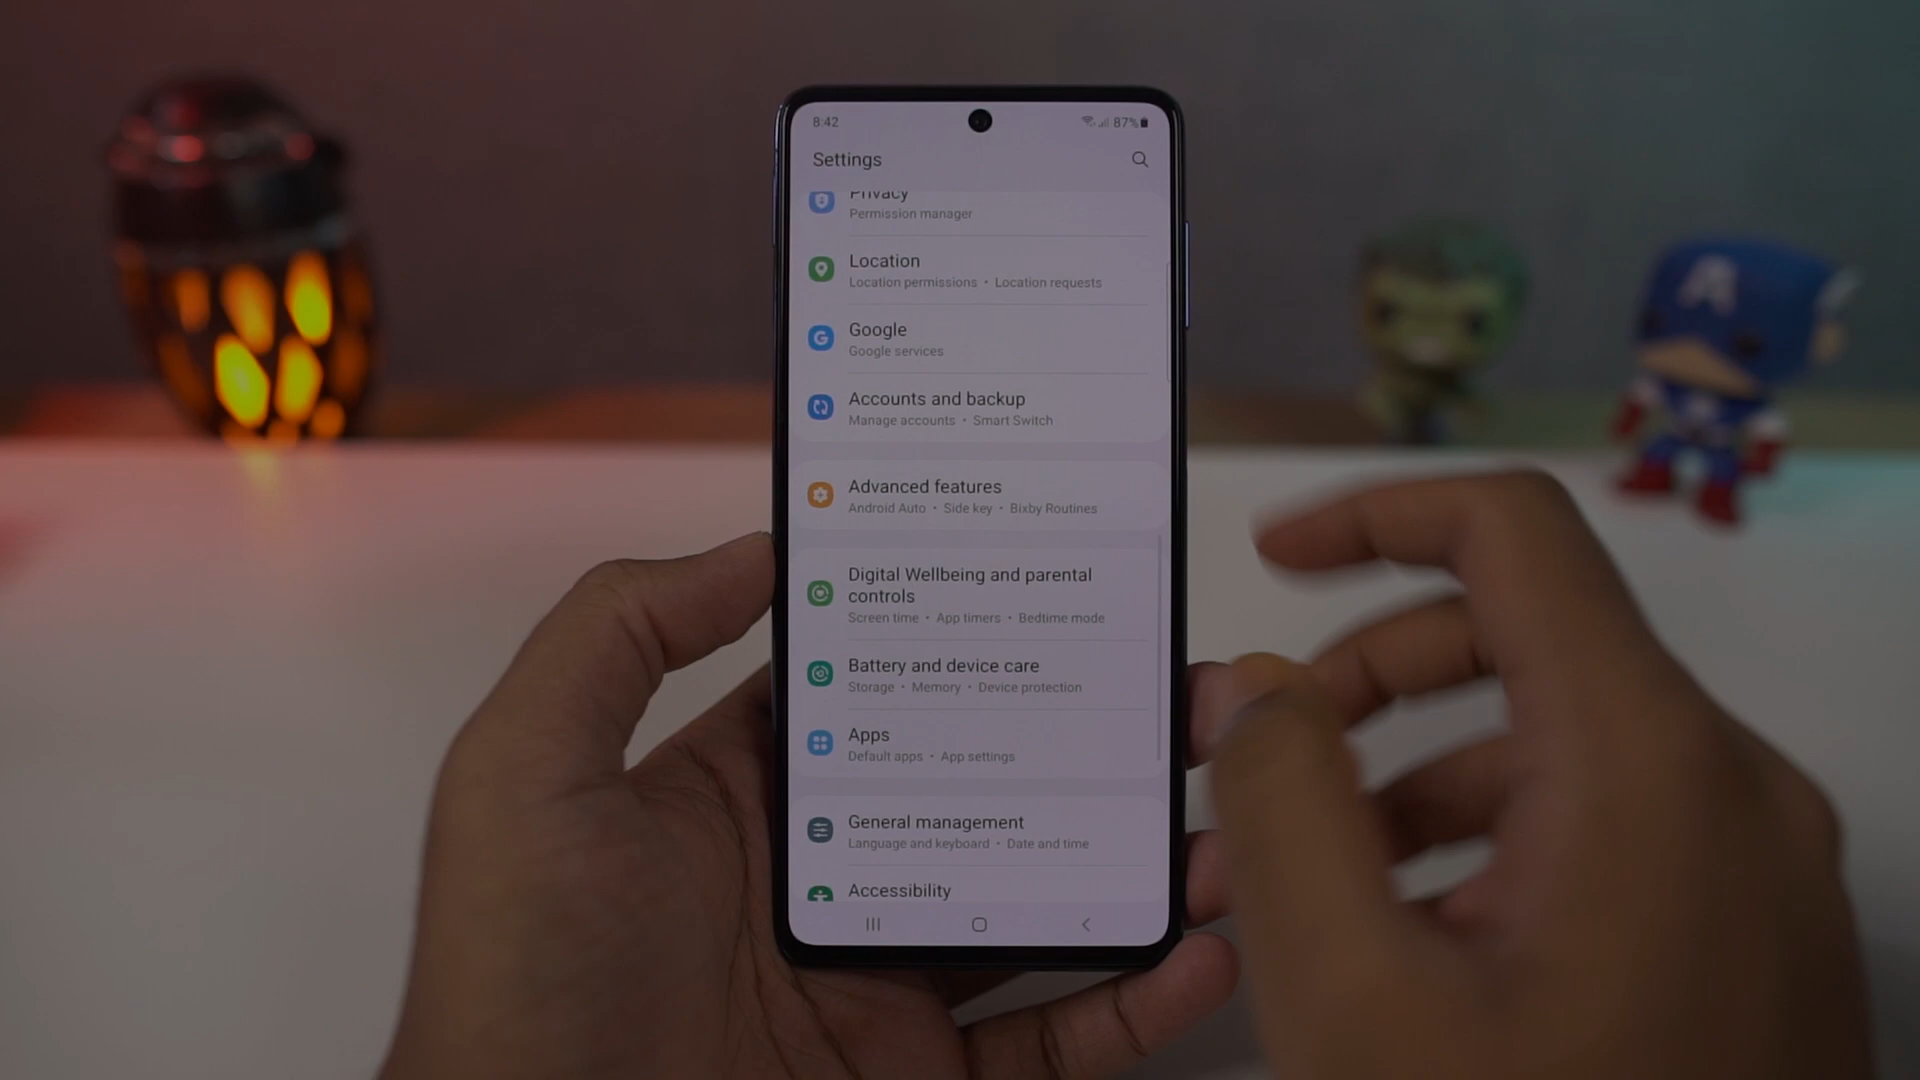 8:42
87%
Settings
Privacy
Permission manager
Location
Location permissions • Location requests
Google
Google services
Accounts and backup
Manage accounts • Smart Switch
Advanced features
Android Auto • Side key • Bixby Routines
Digital Wellbeing and parental
controls
Screen time • App timers • Bedtime mode
Battery and device care
Storage • Memory • Device protection
Apps
Default apps • App settings
General management
Language and keyboard • Date and time
Accessibility
A